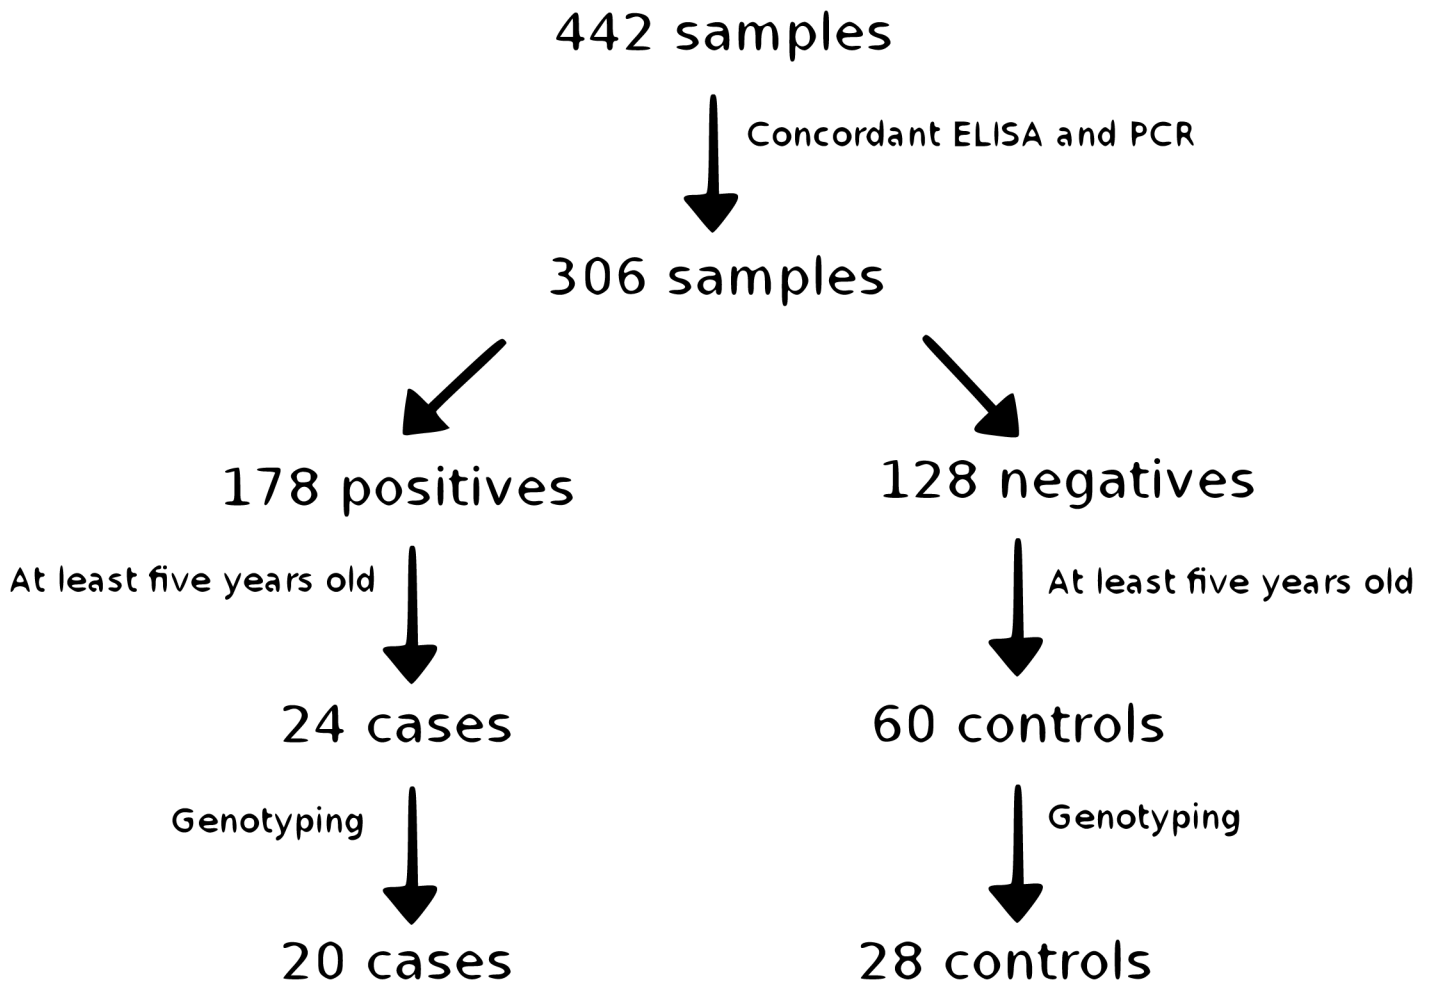 442 samples
Concordant ELISA and PCR
306 samples
178 positives
128 negatives
At least five years old
At least five years old
24 cases
60 controls
Genotyping
Genotyping
20 cases
28 controls